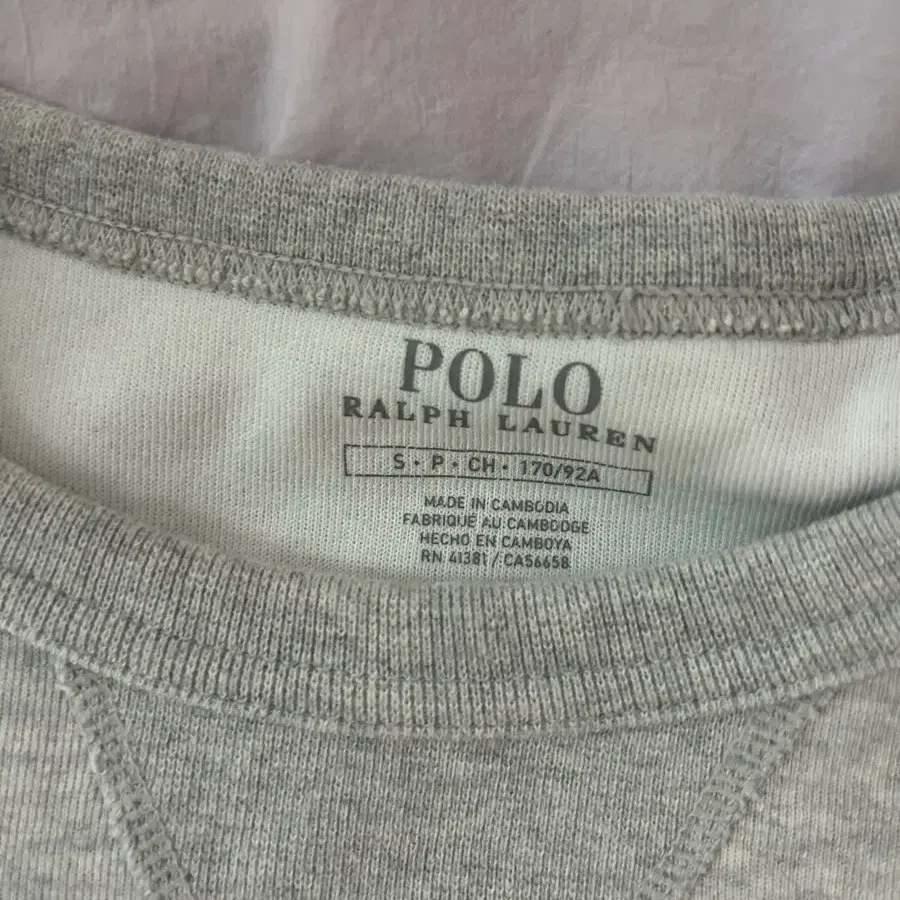 POLO
RALPH LAUREN
S · P · CH · 170/92A
MADE IN CAMBODIA
FABRIQUE AU CAMBODGE
HECHO EN CAMBOYA
RN 41381 / CA56658